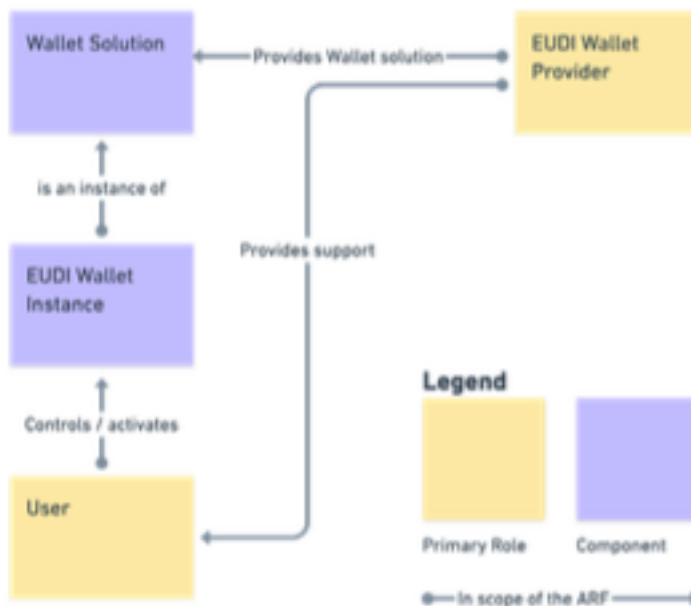 Wallet Solution
Provides Wallet solution
EUDI Wallet
Provider
is an instance of
Provides support
EUDI Wallet
Instance
Legend
Controls / activates
User
Primary Role
Component
In scope of the ARF